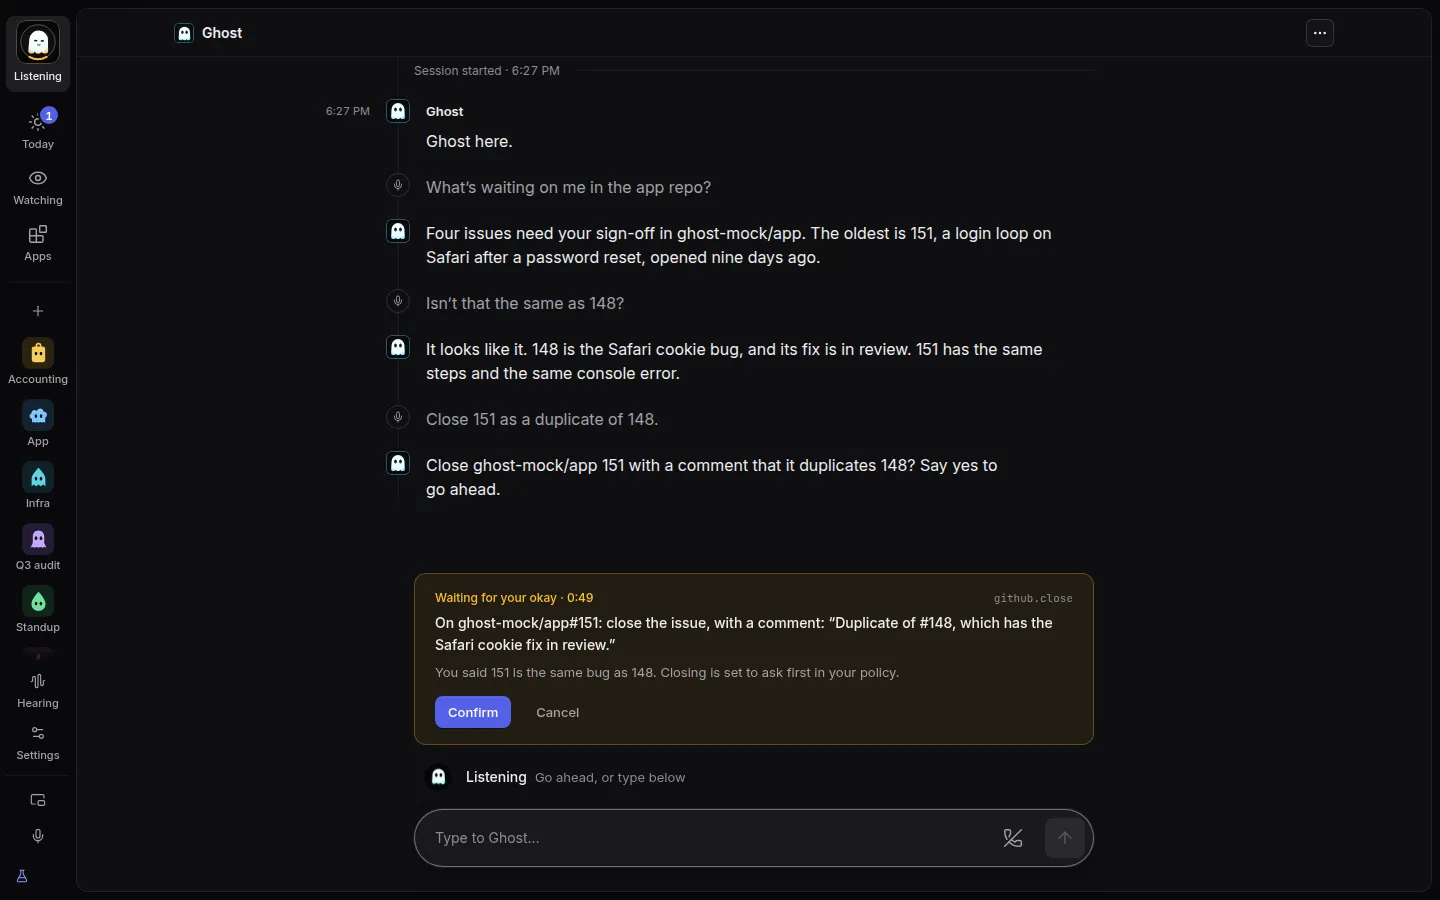 Ghost
Listening
1
Today
Watching
Apps
Accounting
App
Infra
Q3 audit
Standup
Hearing
Settings
Session started · 6:27 PM
6:27 PM
Ghost
Ghost here.
What’s waiting on me in the app repo?
Four issues need your sign-off in ghost-mock/app. The oldest is 151, a login loop on
Safari after a password reset, opened nine days ago.
Isn’t that the same as 148?
It looks like it. 148 is the Safari cookie bug, and its fix is in review. 151 has the same
steps and the same console error.
Close 151 as a duplicate of 148.
Close ghost-mock/app 151 with a comment that it duplicates 148? Say yes to
go ahead.
Waiting for your okay · 0:49
github.close
On ghost-mock/app#151: close the issue, with a comment: “Duplicate of #148, which has the
Safari cookie fix in review.”
You said 151 is the same bug as 148. Closing is set to ask first in your policy.
Confirm
Cancel
Listening Go ahead, or type below
Type to Ghost...